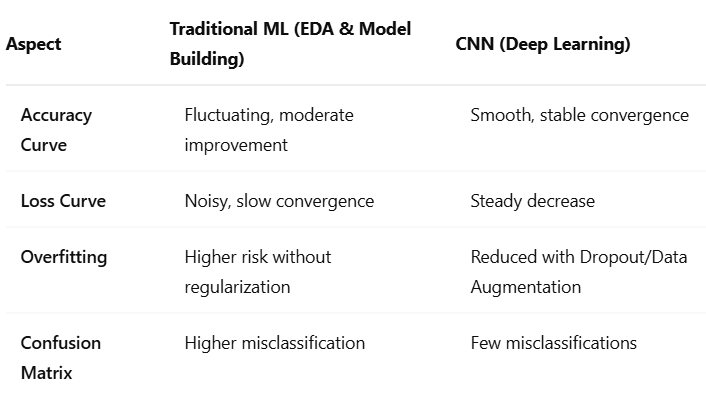 Aspect
Traditional ML (EDA & Model
Building)
CNN (Deep Learning)
Accuracy
Curve
Fluctuating, moderate
improvement
Smooth, stable convergence
Loss Curve
Noisy, slow convergence
Steady decrease
Overfitting
Higher risk without
regularization
Reduced with Dropout/Data
Augmentation
Confusion
Matrix
Higher misclassification
Few misclassifications